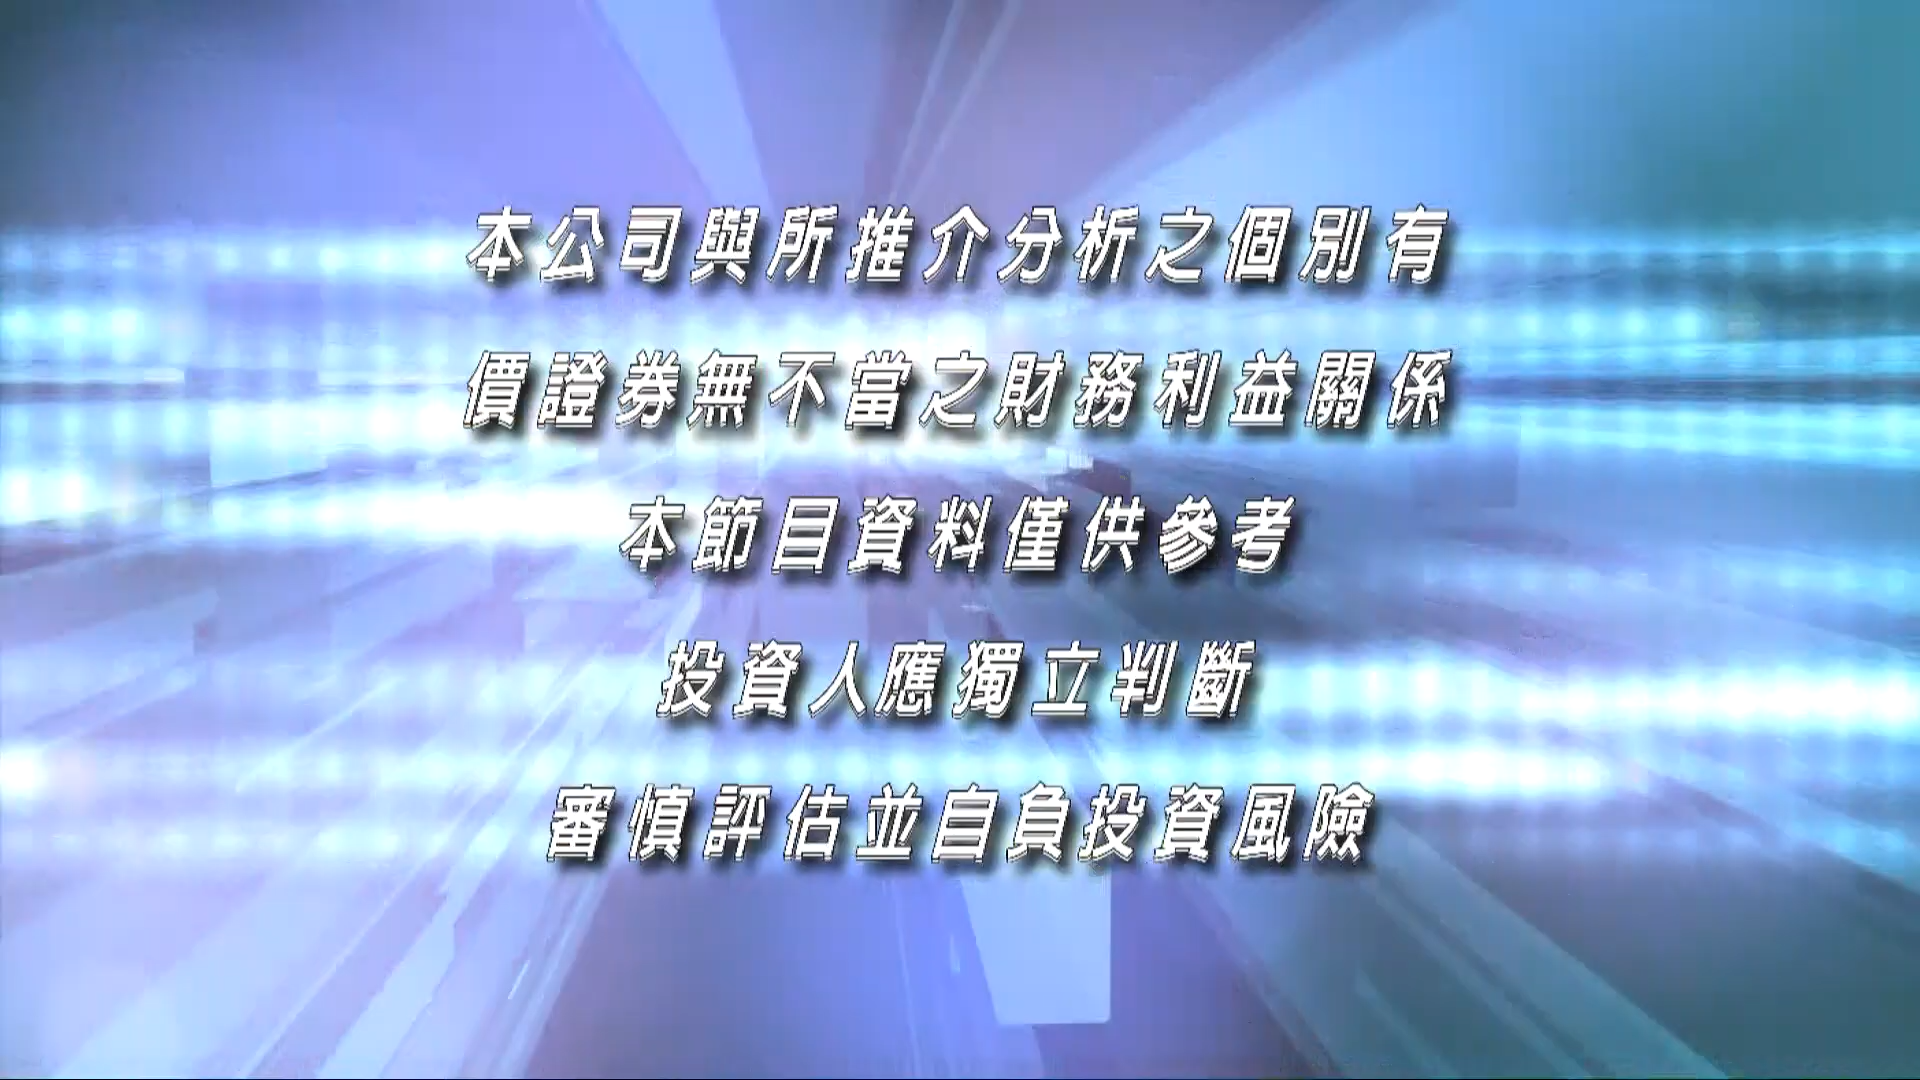 本公司與所推介分析之個別有
價證券無不當之財務利益關係
本節目資料僅供參考
投資人應獨立判斷
審慎評估並自負投資風險